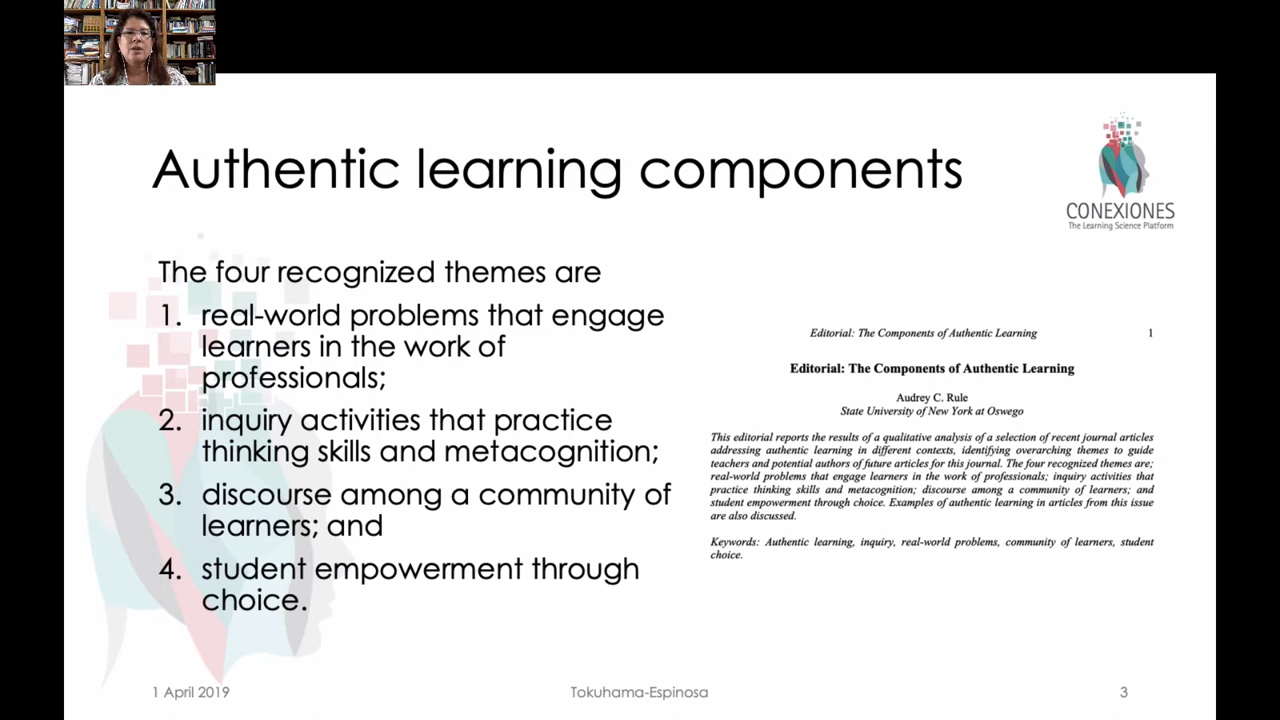 Authentic learning components
CONEXIONES
The Learning Science Platform
The four recognized themes are
1. real-world problems that engage
learners in the work of
professionals;
2. inquiry activities that practice
thinking skills and metacognition;
3. discourse among a community of
learners; and
4. student empowerment through
choice.
Editorial: The Components of Authentic Learning 1
Editorial: The Components of Authentic Learning
Audrey C. Rule
State University of New York at Oswego
This editorial reports the results of a qualitative analysis of a selection of recent journal articles
addressing authentic learning in different contexts, identifying overarching themes to guide
teachers and potential authors of future articles for this journal. The four recognized themes are;
real-world problems that engage learners in the work of professionals; inquiry activities that
practice thinking skills and metacognition; discourse among a community of learners; and
student empowerment through choice. Examples of authentic learning in articles from this issue
are also discussed.
Keywords: Authentic learning, inquiry, real-world problems, community of learners, student
choice.
1 April 2019
Tokuhama-Espinosa
3